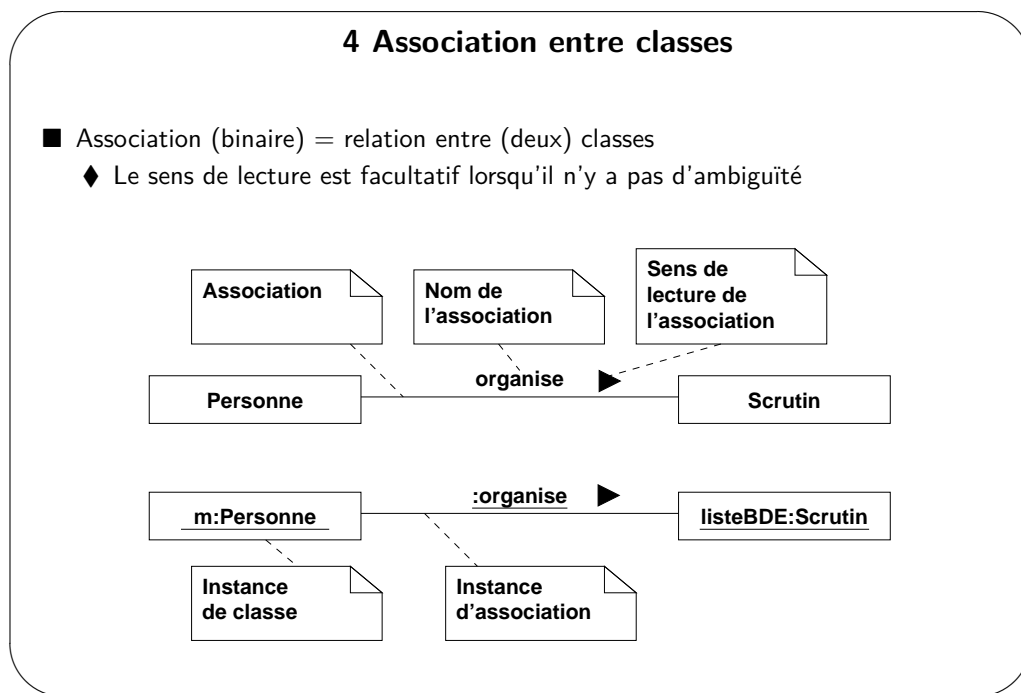 4 Association entre classes
■ Association (binaire) = relation entre (deux) classes
♦ Le sens de lecture est facultatif lorsqu'il n'y a pas d'ambiguïté
Association
Nom de
l'association
Sens de
lecture de
l'association
organise
Personne
Scrutin
:organise
m:Personne
listeBDE:Scrutin
Instance
de classe
Instance
d'association